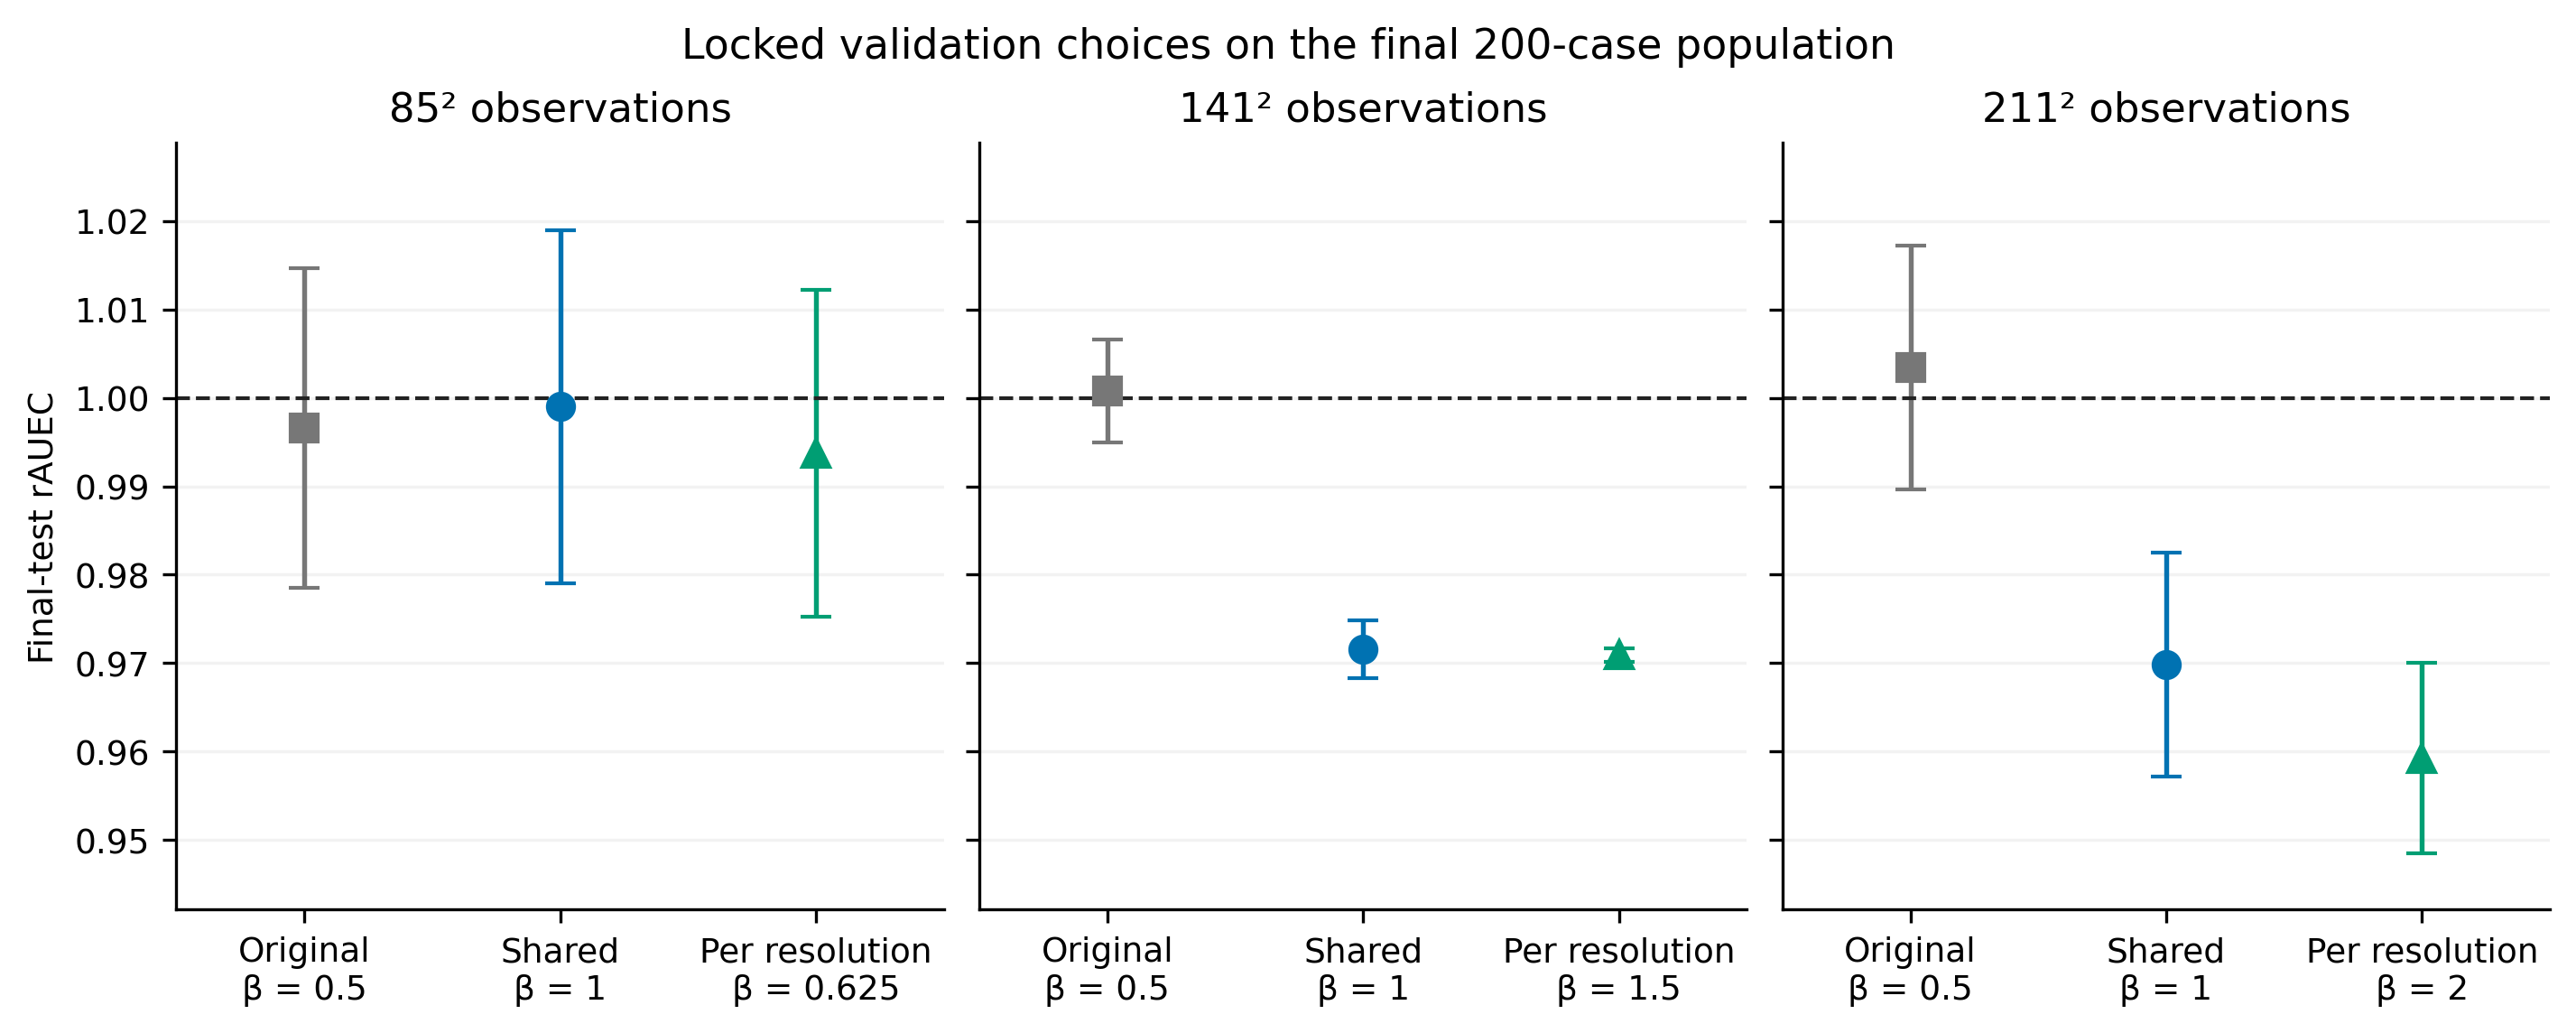 Locked validation choices on the final 200-case population
85² observations
141² observations
211² observations
Final-test rAUEC
1.02
1.01
1.00
0.99
0.98
0.97
0.96
0.95
Original
β = 0.5
Shared
β = 1
Per resolution
β = 0.625
Original
β = 0.5
Shared
β = 1
Per resolution
β = 1.5
Original
β = 0.5
Shared
β = 1
Per resolution
β = 2